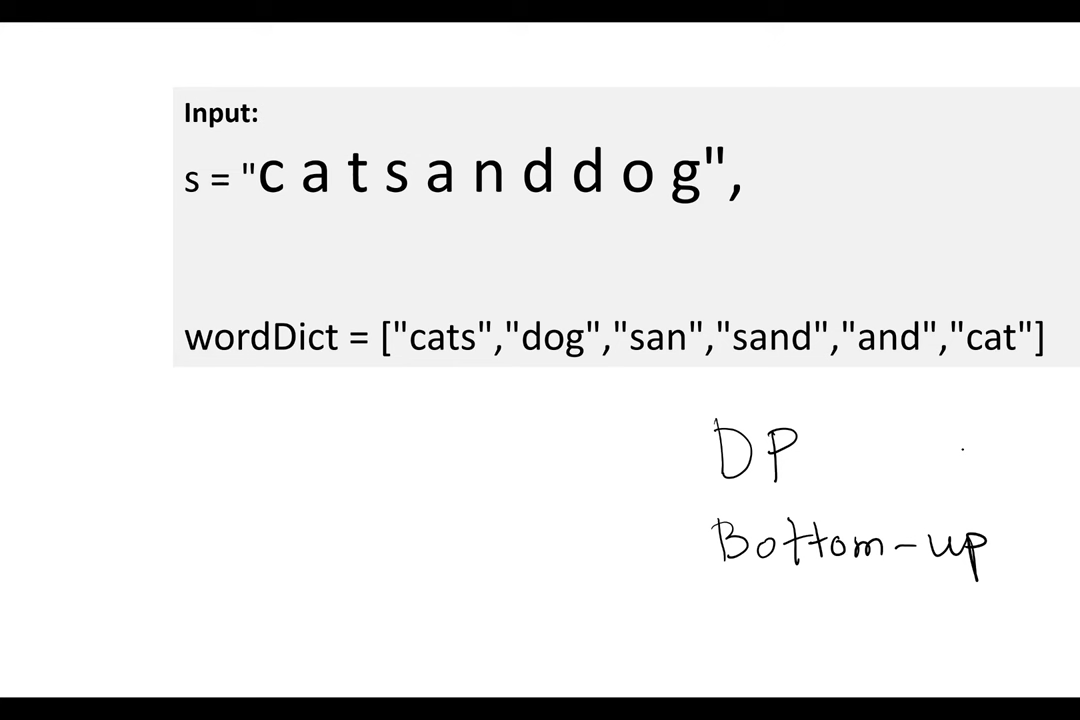 Input:
s = "c a t s a n d d o g",
wordDict = ["cats","dog","san","sand","and","cat"]
DP
Bottom-up